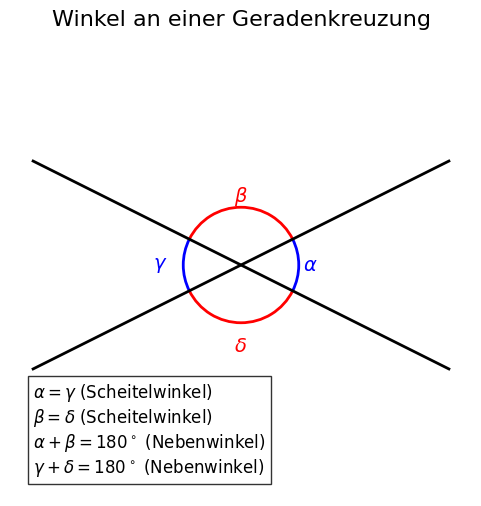 Winkel an einer Geradenkreuzung
β
γ
α
δ
α = γ (Scheitelwinkel)
β = δ (Scheitelwinkel)
α + β = 180° (Nebenwinkel)
γ + δ = 180° (Nebenwinkel)